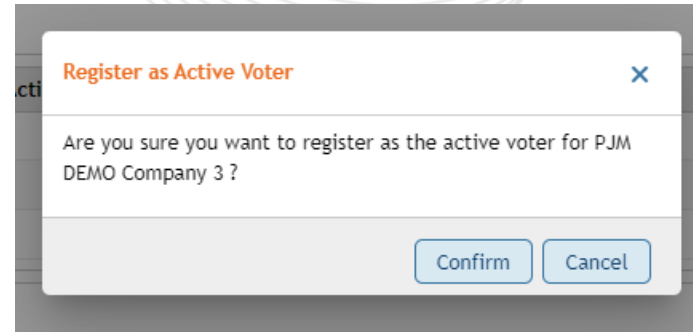 Register as Active Voter
×
Are you sure you want to register as the active voter for PJM
DEMO Company 3 ?
Confirm Cancel